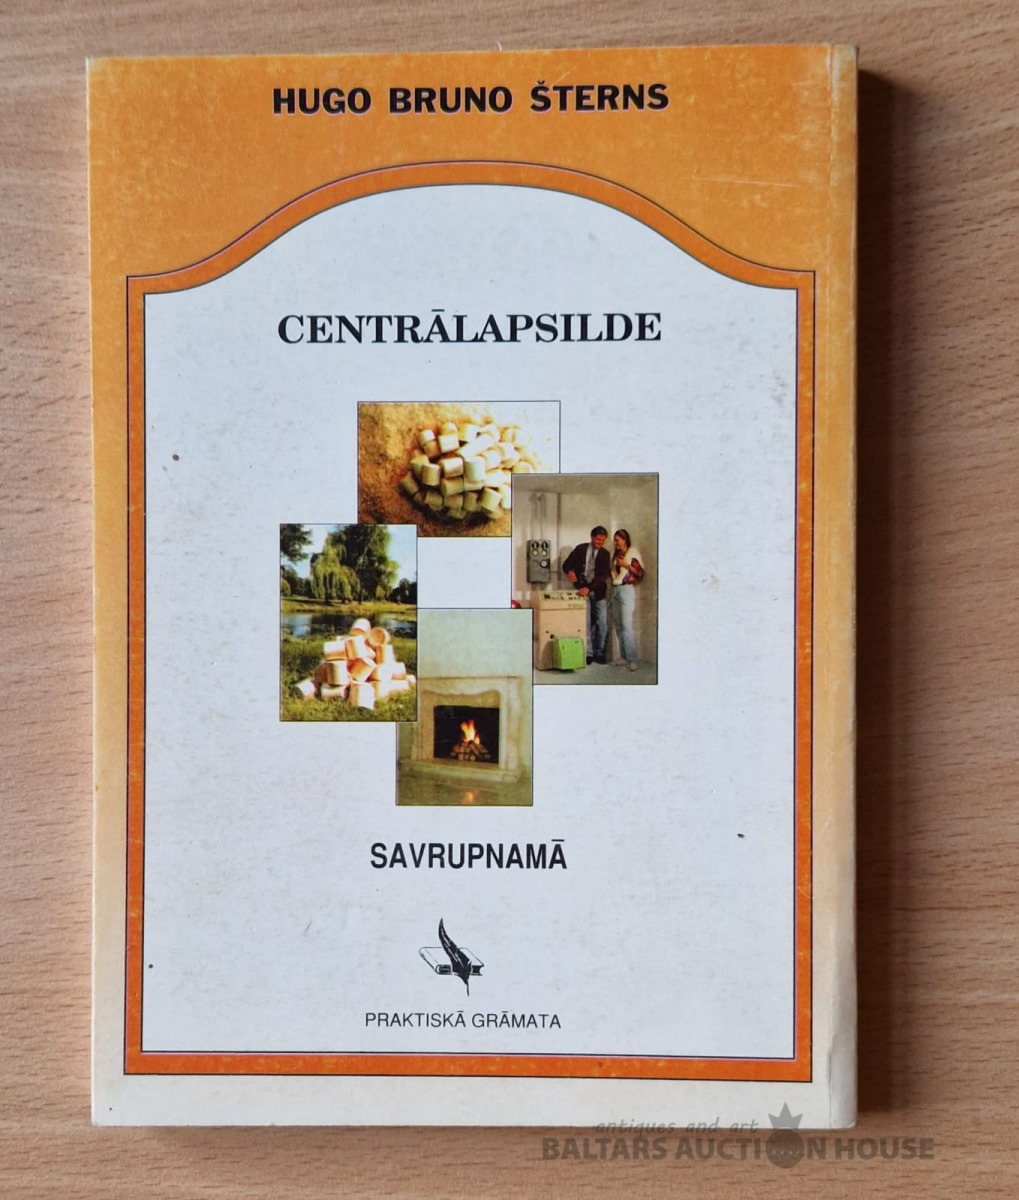 HUGO BRUNO ŠTERNS
CENTRĀLAPSILDE
SAVRUPNAMĀ
PRAKTISKĀ GRĀMATA
antiques and art
BALTARS AUCTION HOUSE